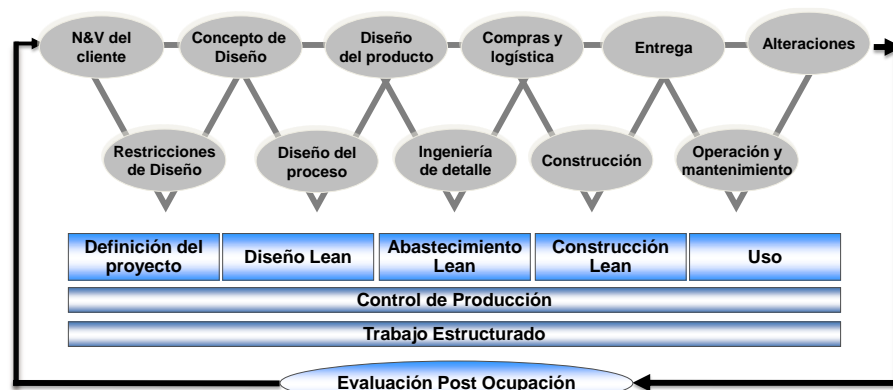 N&V del
cliente
Concepto de
Diseño
Diseño
del producto
Compras y
logística
Entrega
Alteraciones
Restricciones
de Diseño
Diseño del
proceso
Ingeniería
de detalle
Construcción
Operación y
mantenimiento
Definición del
proyecto
Diseño Lean
Abastecimiento
Lean
Construcción
Lean
Uso
Control de Producción
Trabajo Estructurado
Evaluación Post Ocupación